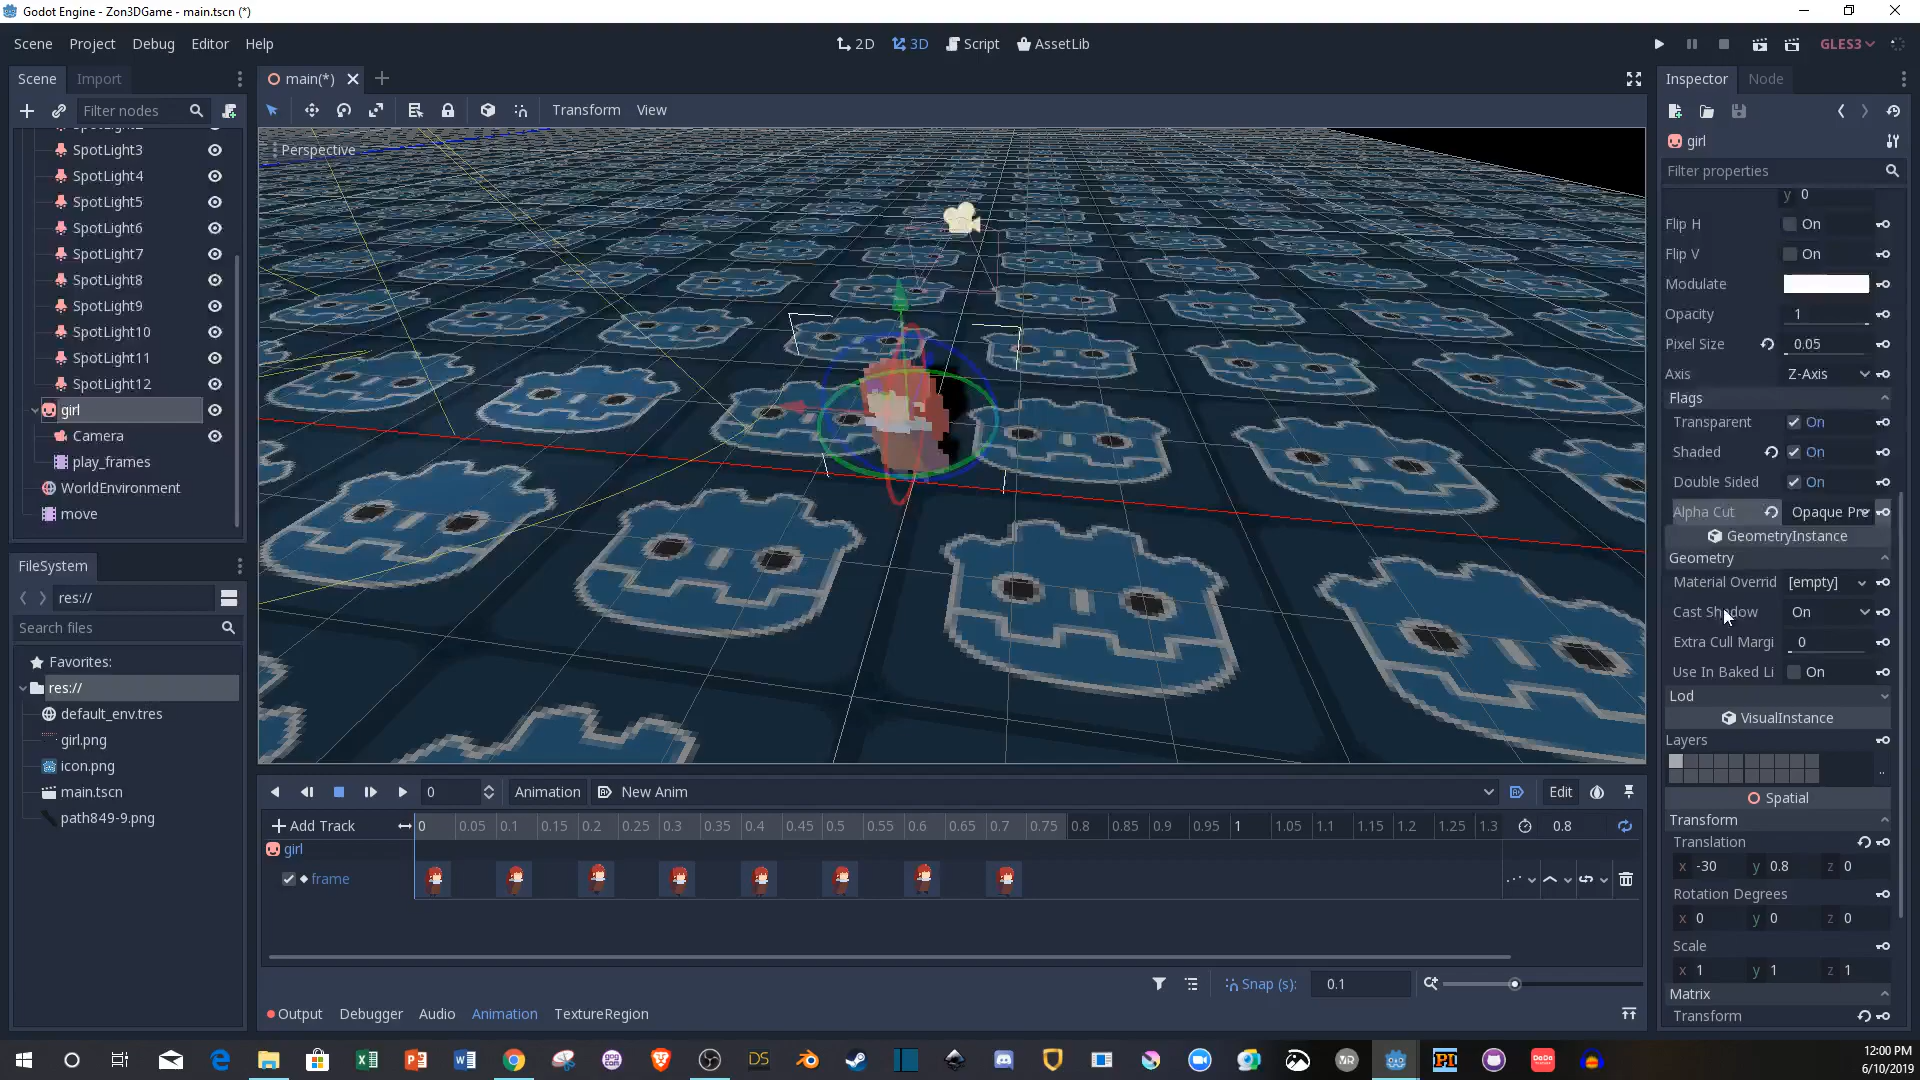 Godot Engine - Zon3DGame - main.tscn (*)
Scene Project Debug Editor Help
2D 3D Script AssetLib
GLES3
Scene Import
main(*)
Inspector Node
Filter nodes
Transform View
Perspective
girl
Filter properties
SpotLight3
SpotLight4
SpotLight5
SpotLight6
SpotLight7
SpotLight8
SpotLight9
SpotLight10
SpotLight11
SpotLight12
girl
Camera
play_frames
WorldEnvironment
move
y 0
Flip H On
Flip V On
Modulate
Opacity 1
Pixel Size 0.05
Axis Z-Axis
Flags
Transparent On
Shaded On
Double Sided On
Alpha Cut Opaque Pre
GeometryInstance
Geometry
Material Overrid [empty]
Cast Shadow On
Extra Cull Margi 0
Use In Baked Li On
Lod
VisualInstance
Layers
..
Spatial
Transform
Translation
x -30 y 0.8 z 0
Rotation Degrees
x 0 y 0 z 0
Scale
x 1 y 1 z 1
Matrix
Transform
FileSystem
res://
Search files
Favorites:
res://
default_env.tres
girl.png
icon.png
main.tscn
path849-9.png
0 Animation New Anim Edit
Add Track 0 0.05 0.1 0.15 0.2 0.25 0.3 0.35 0.4 0.45 0.5 0.55 0.6 0.65 0.7 0.75 0.8 0.85 0.9 0.95 1 1.05 1.1 1.15 1.2 1.25 1.3 0.8
girl
frame
Snap (s): 0.1
Output Debugger Audio Animation TextureRegion
12:00 PM
6/10/2019